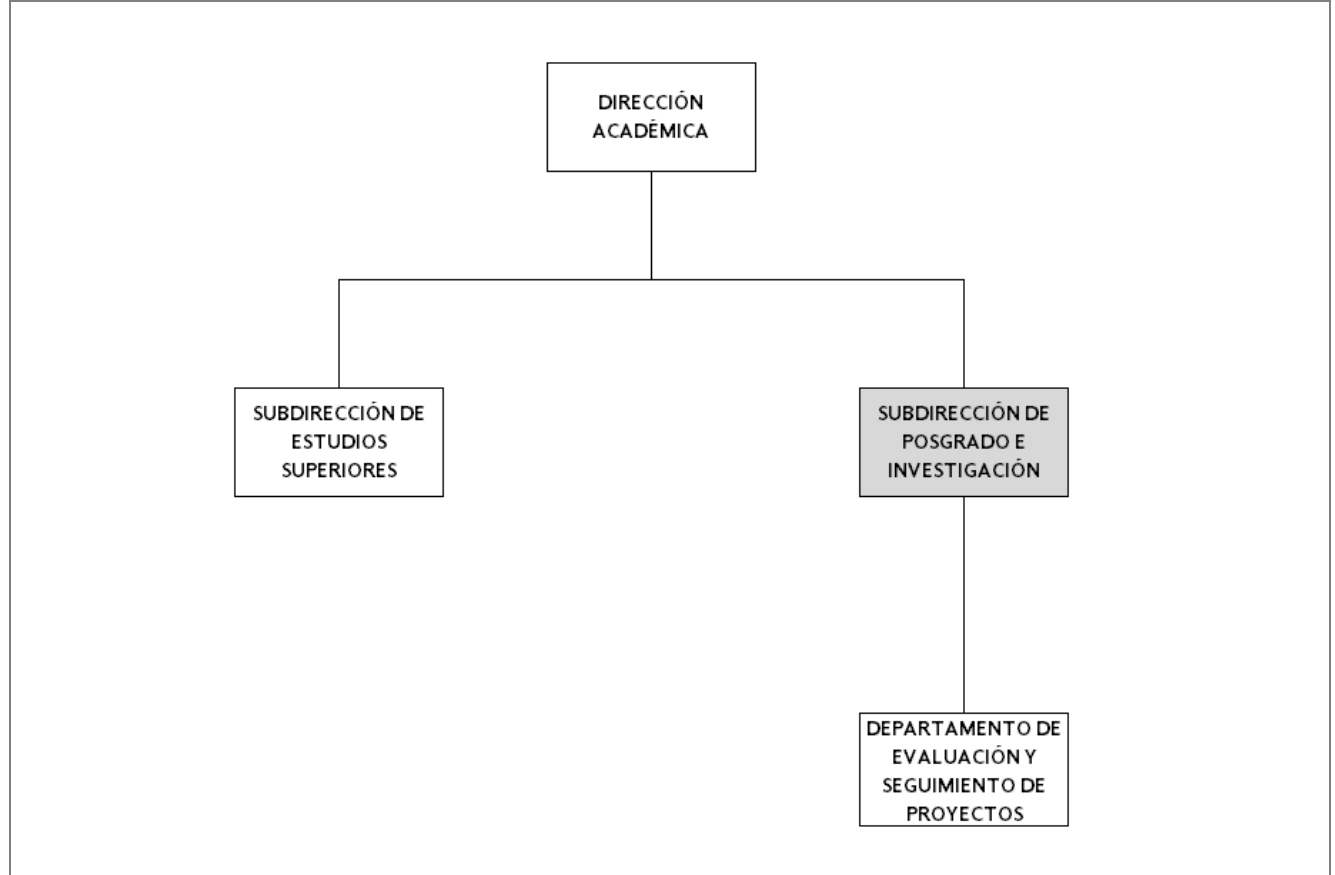 DIRECCIÓN
ACADÉMICA
SUBDIRECCIÓN DE
ESTUDIOS
SUPERIORES
SUBDIRECCIÓN DE
POSGRADO E
INVESTIGACIÓN
DEPARTAMENTO DE
EVALUACIÓN Y
SEGUIMIENTO DE
PROYECTOS